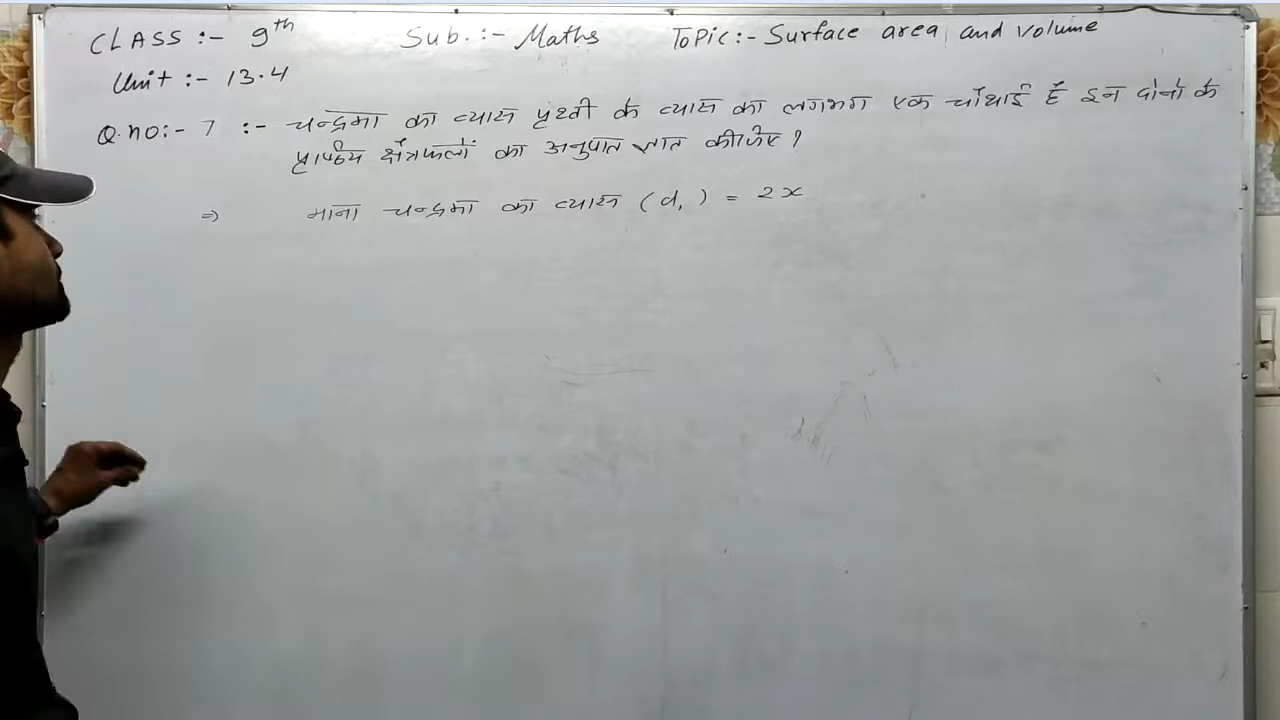 CLASS :- 9th Sub. :- Maths Topic :- Surface area and volume
Unit :- 13.4
Q.no :- 7 :- चन्द्रमा का व्यास पृथ्वी के व्यास का लगभग एक चौथाई है इन दोनो के
पृष्ठीय क्षेत्रफलों का अनुपात ज्ञात कीजिए ?
⇒ माना चन्द्रमा का व्यास (d₁) = 2x